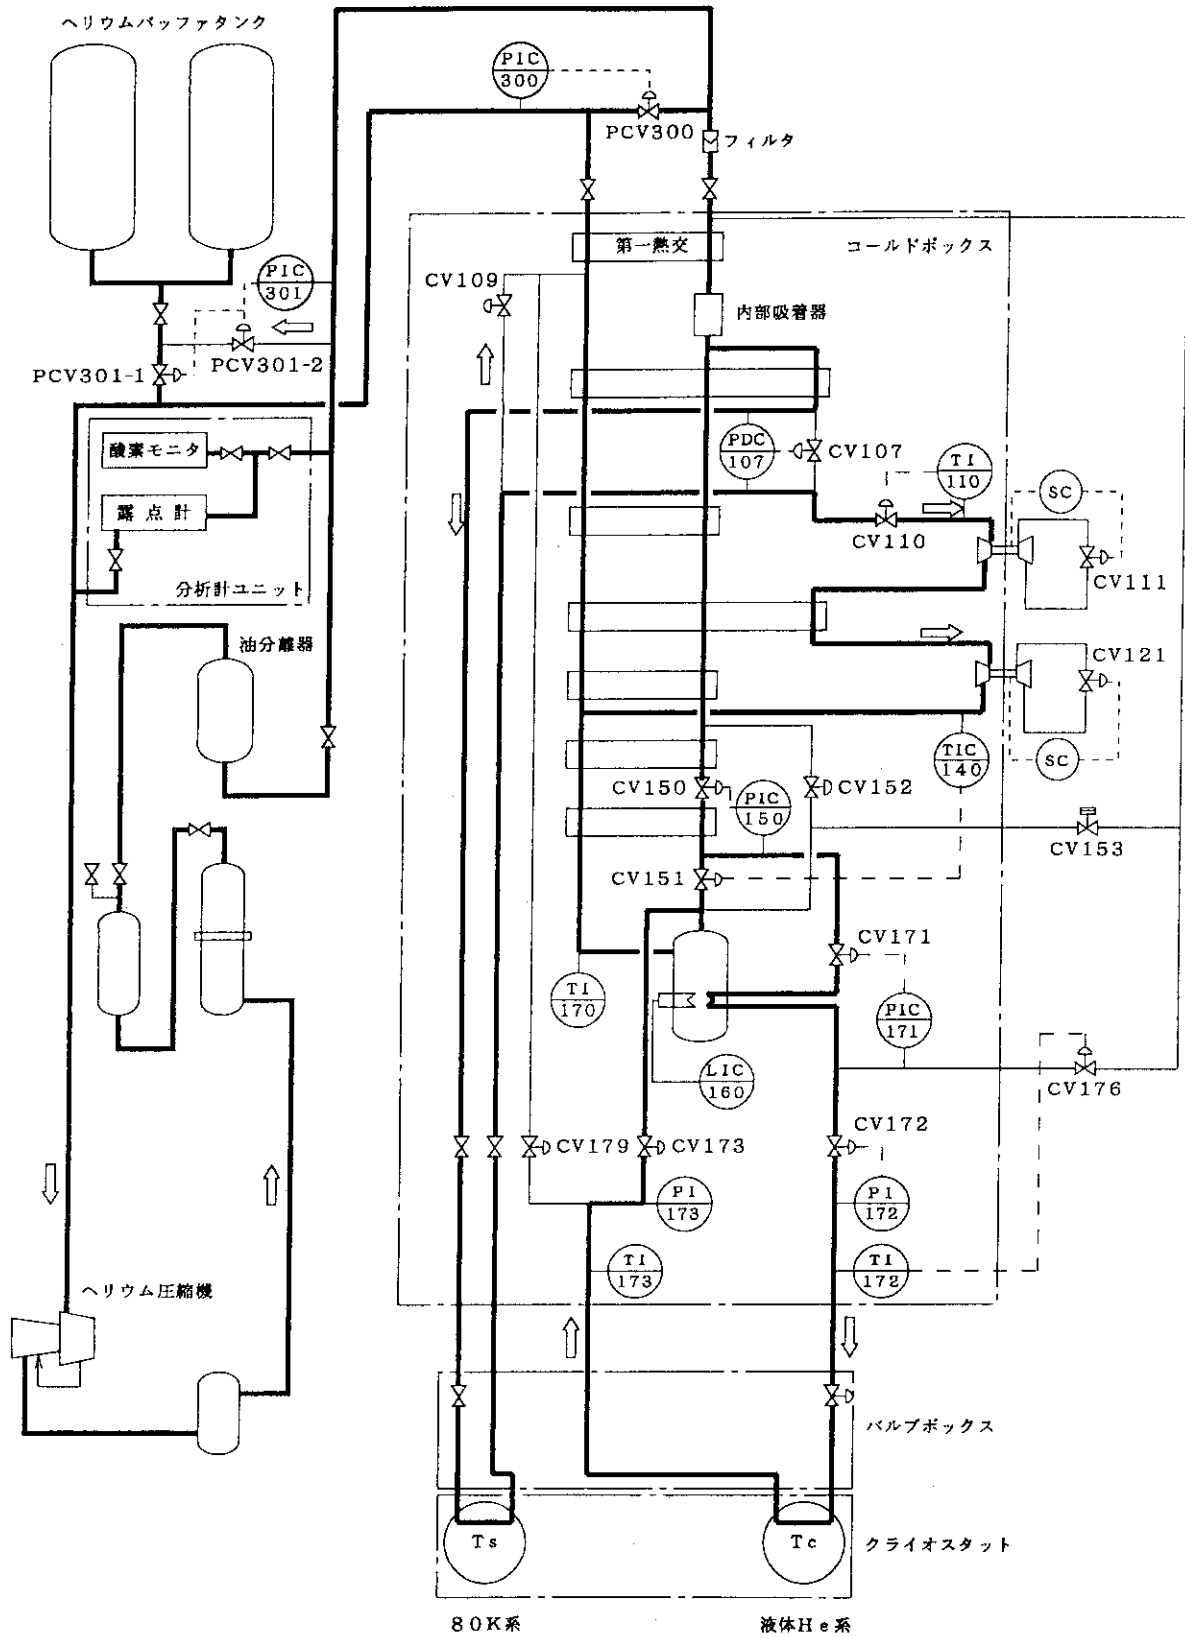 ヘリウムバッファタンク
PIC
300
PCV300
フィルタ
第一熱交
コールドボックス
PIC
301
CV109
内部吸着器
PCV301-2
PCV301-1
酸素モニタ
PDC
107
CV107
TI
110
SC
露点計
CV110
CV111
分析計ユニット
油分離器
CV121
TIC
140
SC
CV150
PIC
150
CV152
CV153
CV151
CV171
TI
170
PIC
171
LIC
160
CV176
CV172
CV179
CV173
PI
173
PI
172
TI
173
TI
172
ヘリウム圧縮機
バルブボックス
Ts
Tc
クライオスタット
80K系
液体He系